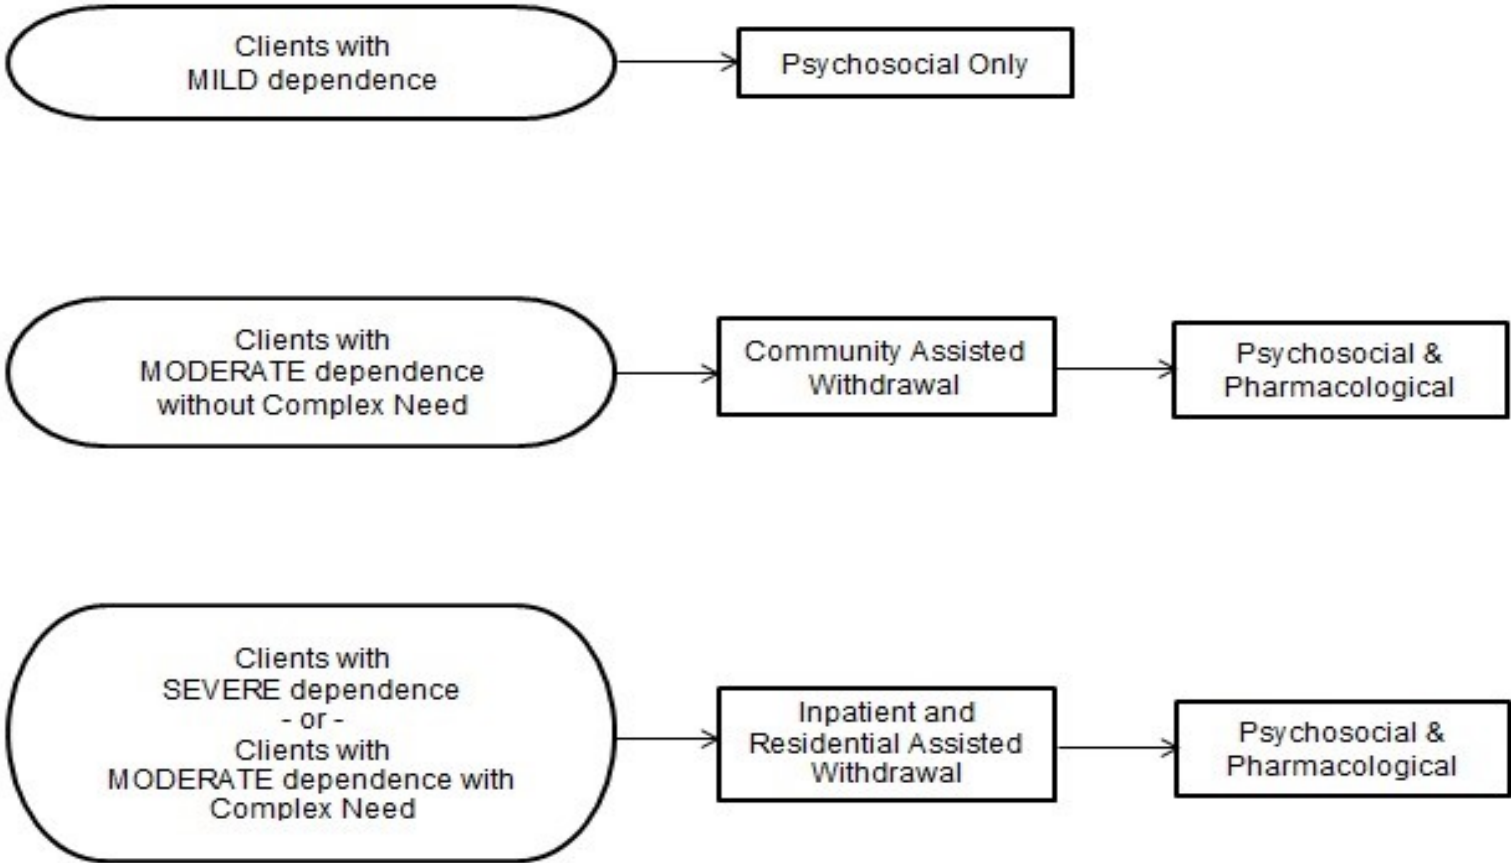 Clients with
MILD dependence
Psychosocial Only
Clients with
MODERATE dependence
without Complex Need
Community Assisted
Withdrawal
Psychosocial &
Pharmacological
Clients with
SEVERE dependence
- or -
Clients with
MODERATE dependence with
Complex Need
Inpatient and
Residential Assisted
Withdrawal
Psychosocial &
Pharmacological